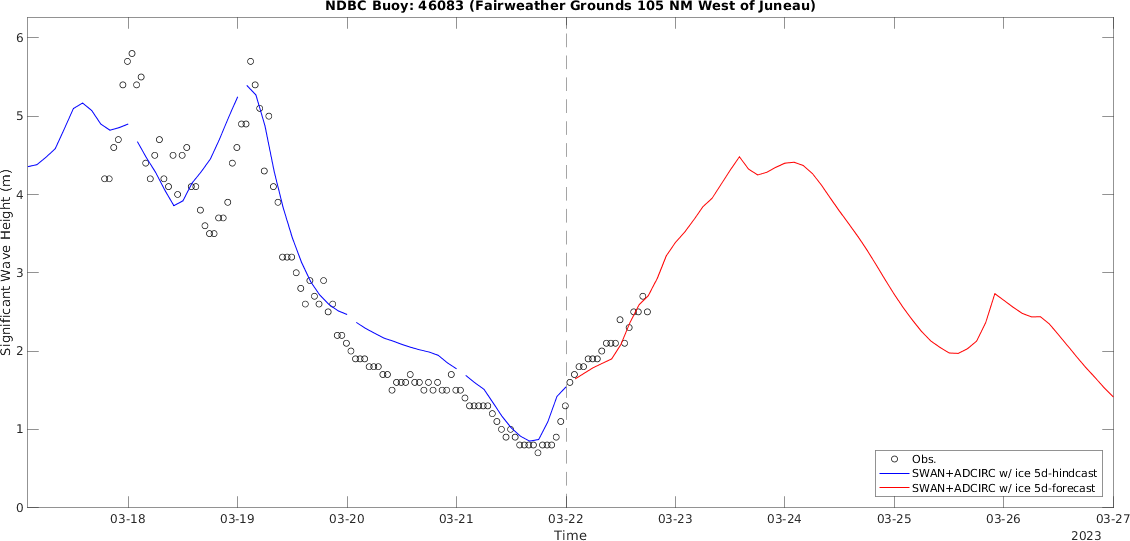 NDBC Buoy: 46083 (Fairweather Grounds 105 NM West of Juneau)
Significant Wave Height (m)
6
5
4
3
2
1
0
Obs.
SWAN+ADCIRC w/ ice 5d-hindcast
SWAN+ADCIRC w/ ice 5d-forecast
03-18 03-19 03-20 03-21 03-22 03-23 03-24 03-25 03-26 03-27
Time
2023